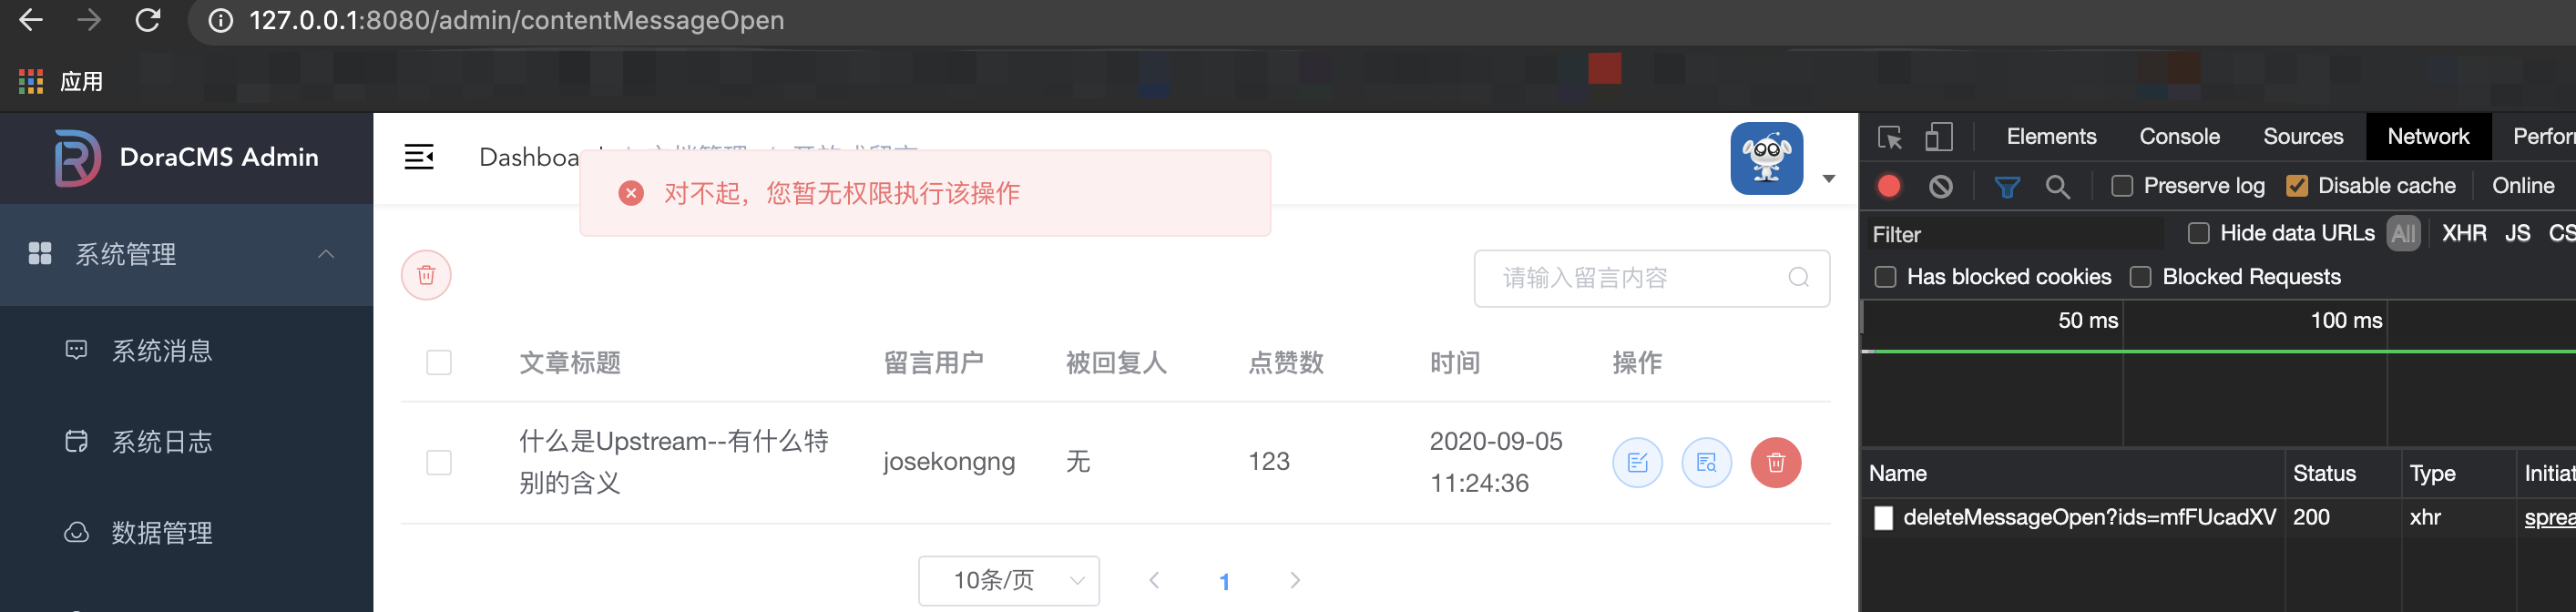 127.0.0.1:8080/admin/contentMessageOpen
应用
DoraCMS Admin
系统管理
系统消息
系统日志
数据管理
Dashboa
对不起，您暂无权限执行该操作
请输入留言内容
文章标题 留言用户 被回复人 点赞数 时间 操作
什么是Upstream--有什么特
别的含义
josekongng 无 123
2020-09-05
11:24:36
10条/页 1
Elements Console Sources Network Perforn
Preserve log Disable cache Online
Filter Hide data URLs All XHR JS CS
Has blocked cookies Blocked Requests
50 ms 100 ms
Name Status Type Initiat
deleteMessageOpen?ids=mfFUcadXV 200 xhr sprea